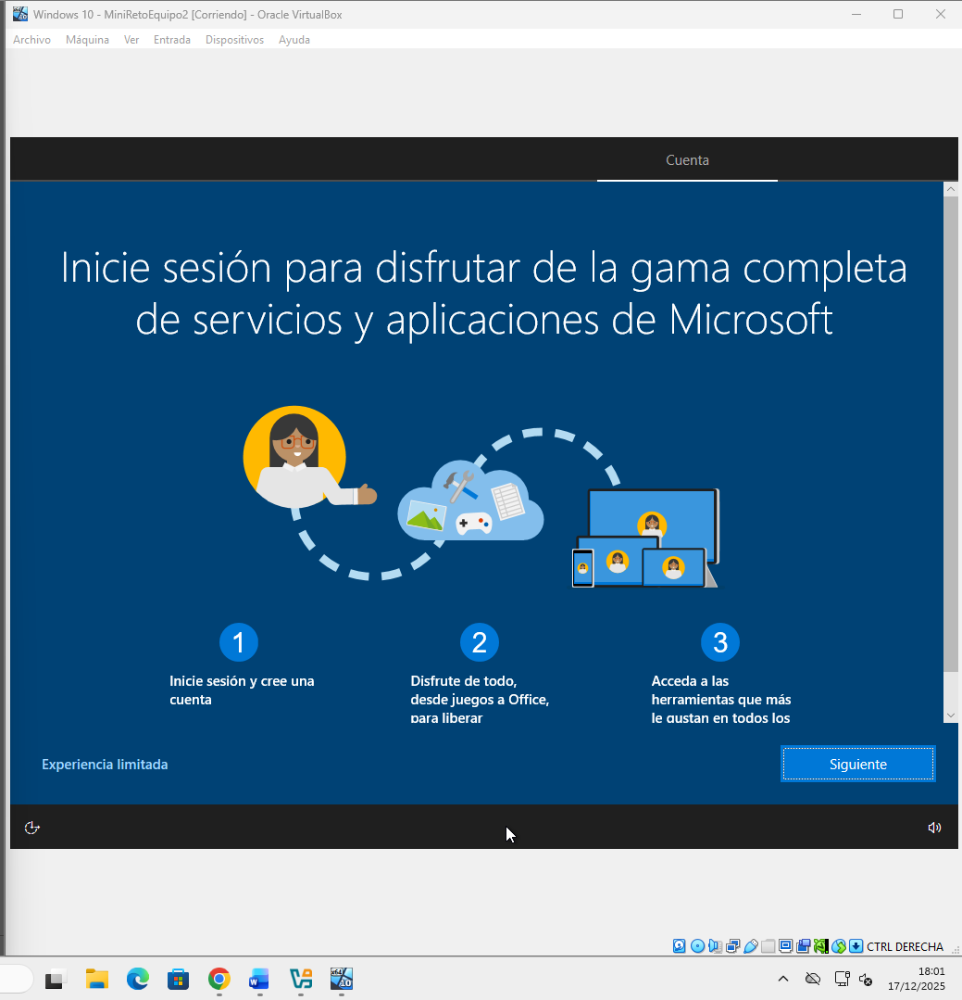 Windows 10 - MiniRetoEquipo2 [Corriendo] - Oracle VirtualBox
Archivo Máquina Ver Entrada Dispositivos Ayuda
Cuenta
Inicie sesión para disfrutar de la gama completa
de servicios y aplicaciones de Microsoft
1
Inicie sesión y cree una
cuenta
2
Disfrute de todo,
desde juegos a Office,
para liberar
3
Acceda a las
herramientas que más
le gustan en todos los
Experiencia limitada
Siguiente
CTRL DERECHA
18:01
17/12/2025